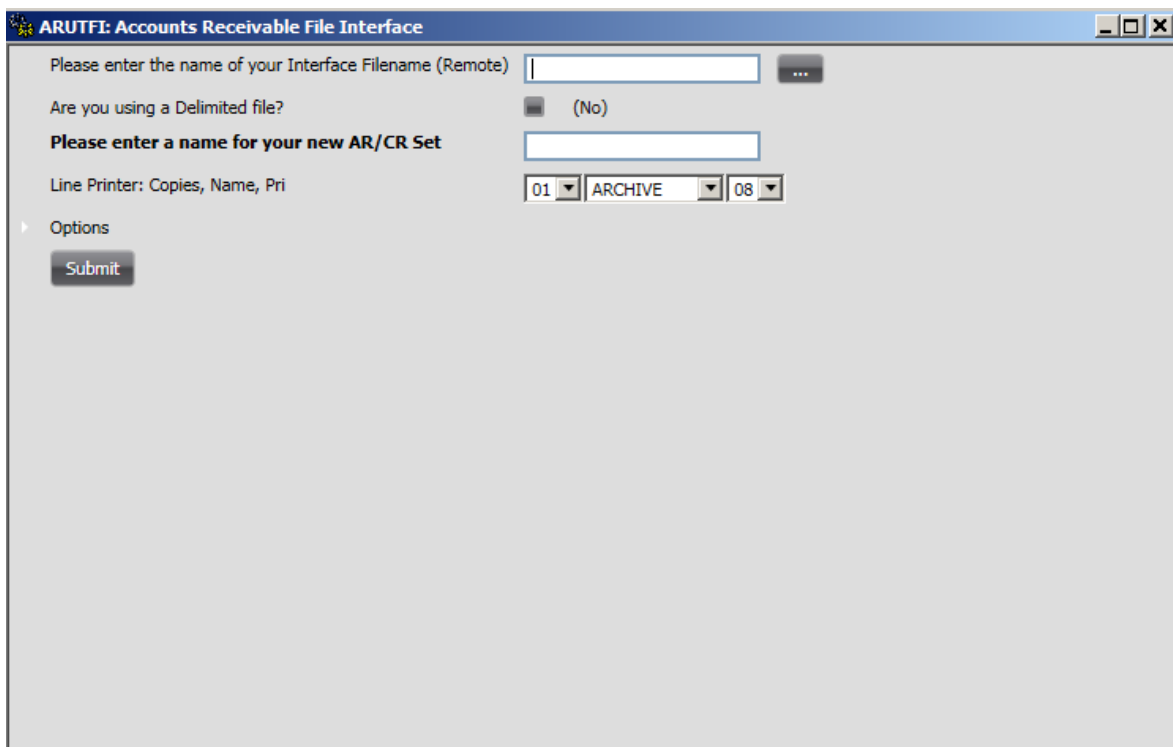 ARUTFI: Accounts Receivable File Interface
Please enter the name of your Interface Filename (Remote) ...
Are you using a Delimited file? (No)
Please enter a name for your new AR/CR Set
Line Printer: Copies, Name, Pri 01 ARCHIVE 08
Options
Submit